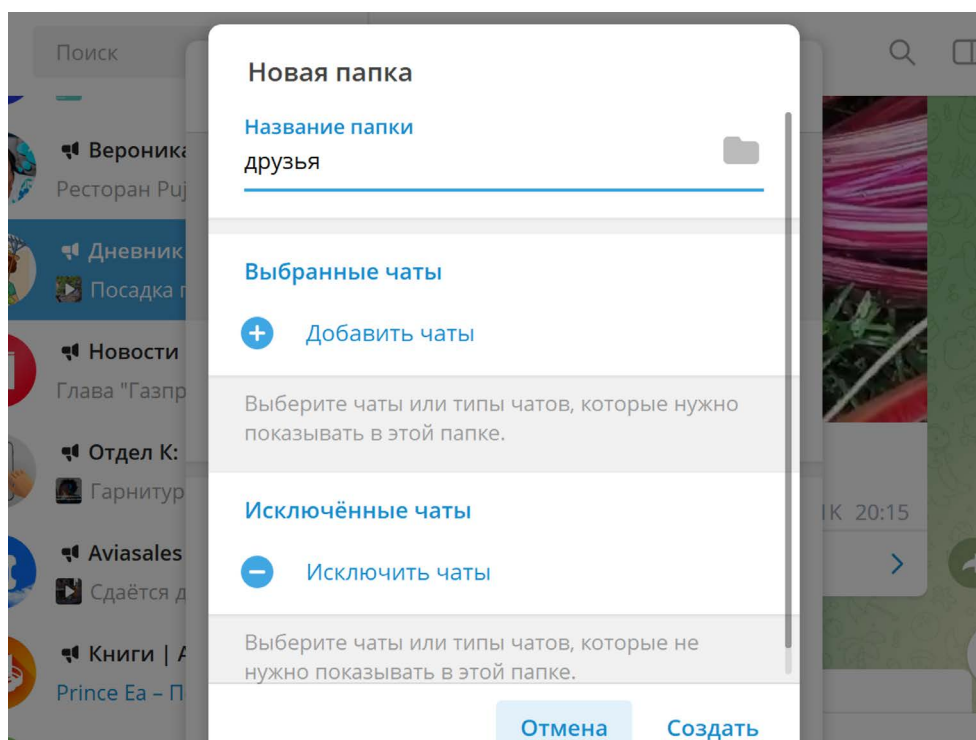 Поиск
Вероника
Ресторан Puj
Дневник
Посадка
Новости
Глава "Газпр
Отдел К:
Гарнитур
Aviasales
Сдаётся д
Книги | А
Prince Ea – П
Новая папка
Название папки
друзья
Выбранные чаты
Добавить чаты
Выберите чаты или типы чатов, которые нужно
показывать в этой папке.
Исключённые чаты
Исключить чаты
Выберите чаты или типы чатов, которые не
нужно показывать в этой папке.
Отмена Создать
1K 20:15